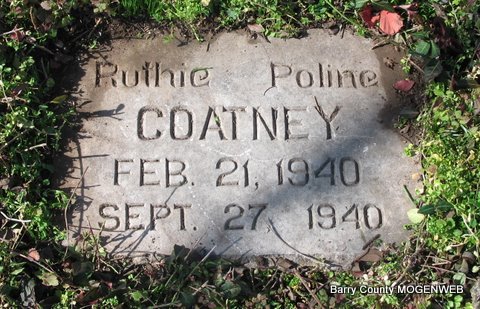 Ruthie Poline
COATNEY
FEB. 21, 1940
SEPT. 27, 1940
Barry County MOGENWEB